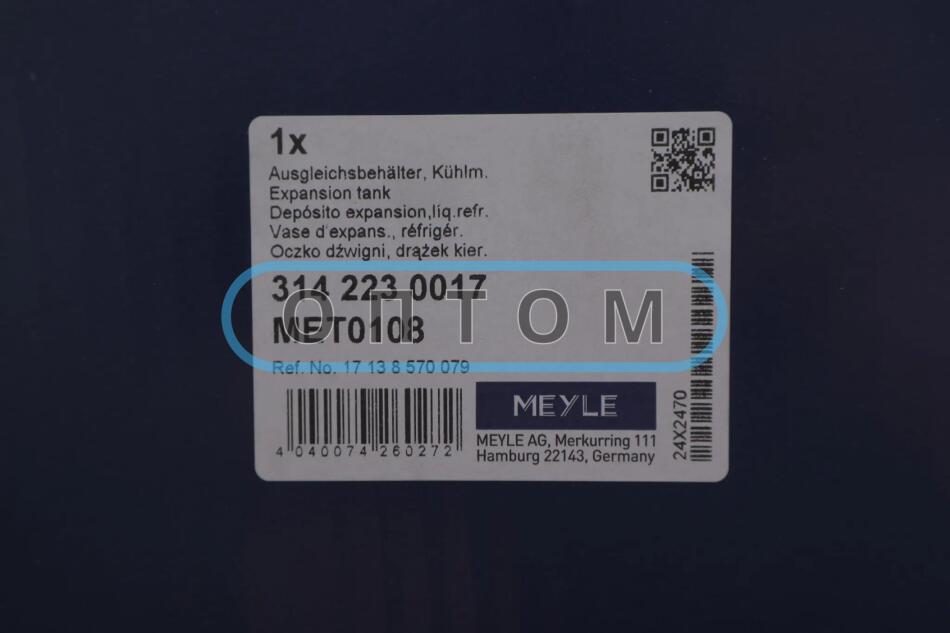 1x
Ausgleichsbehälter, Kühlm.
Expansion tank
Depósito expansión,líq.refr.
Vase d'expans., réfrigér.
Oczko dźwigni, drążek kier.
314 223 0017
MET0108
ОПТОМ
Ref. No. 17 13 8 570 079
4 040074 260272
MEYLE
MEYLE AG, Merkurring 111
Hamburg 22143, Germany
24X2470